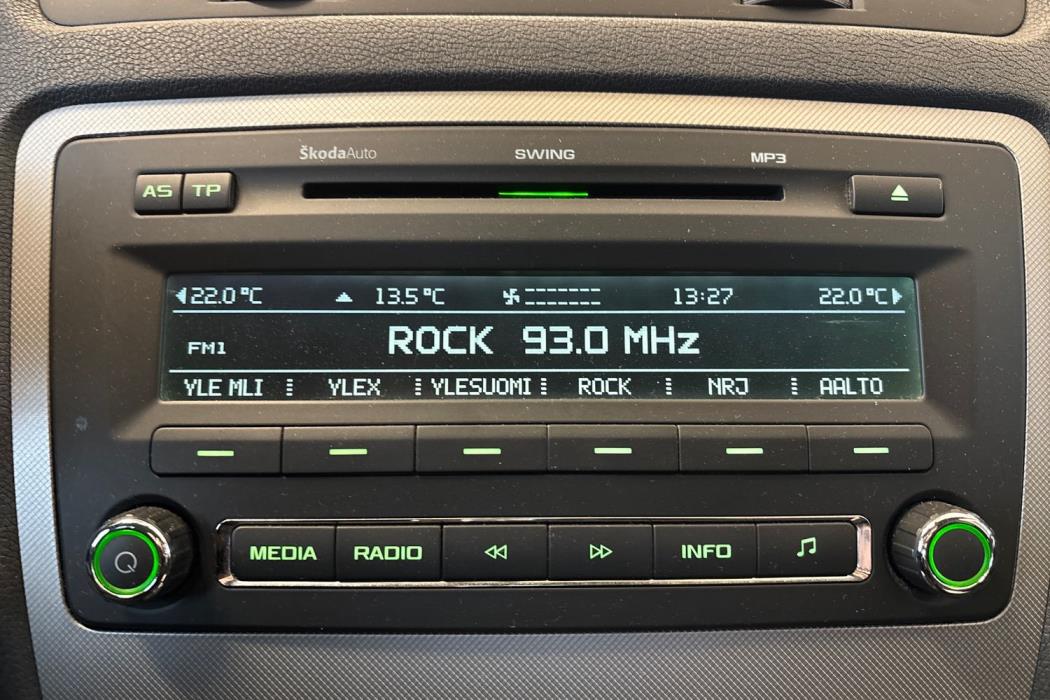 ŠkodaAuto SWING MP3
AS TP
22.0 °C 13.5 °C 13:27 22.0 °C
FM1 ROCK 93.0 MHz
YLE MLI YLEX YLESUOMI ROCK NRJ AALTO
MEDIA RADIO INFO